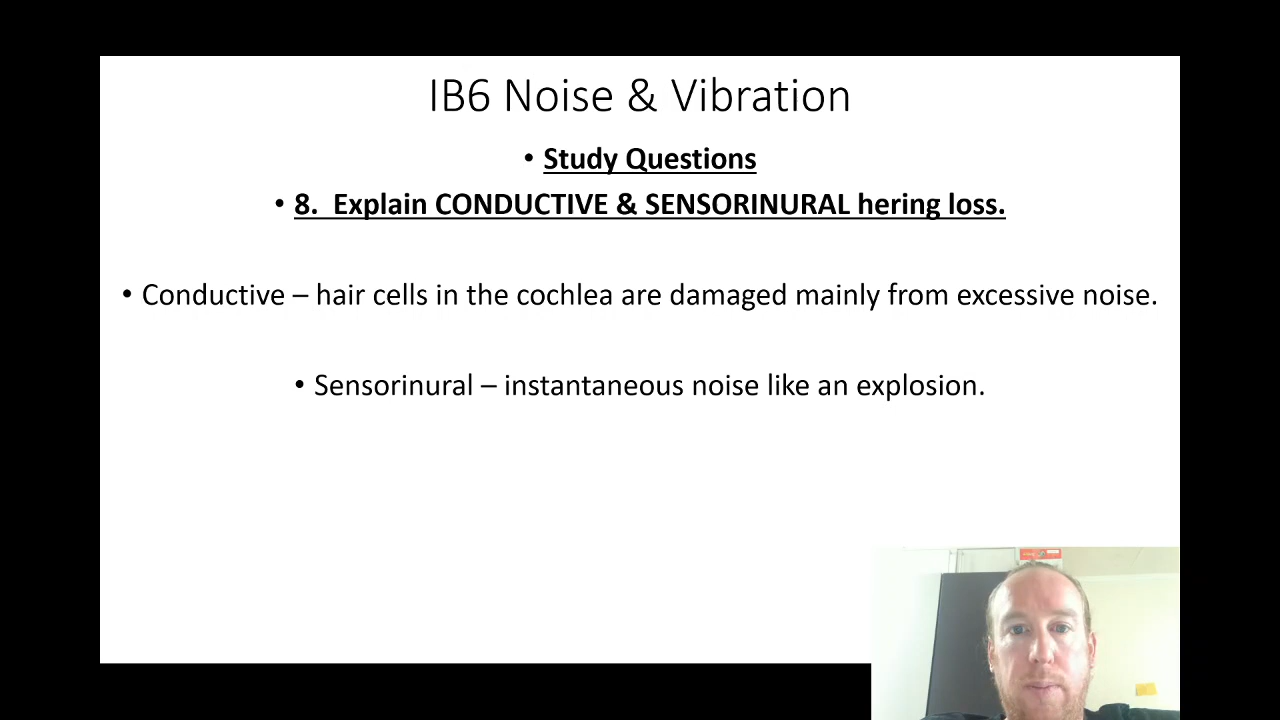 IB6 Noise & Vibration
• Study Questions
• 8. Explain CONDUCTIVE & SENSORINURAL hering loss.
• Conductive – hair cells in the cochlea are damaged mainly from excessive noise.
• Sensorinural – instantaneous noise like an explosion.